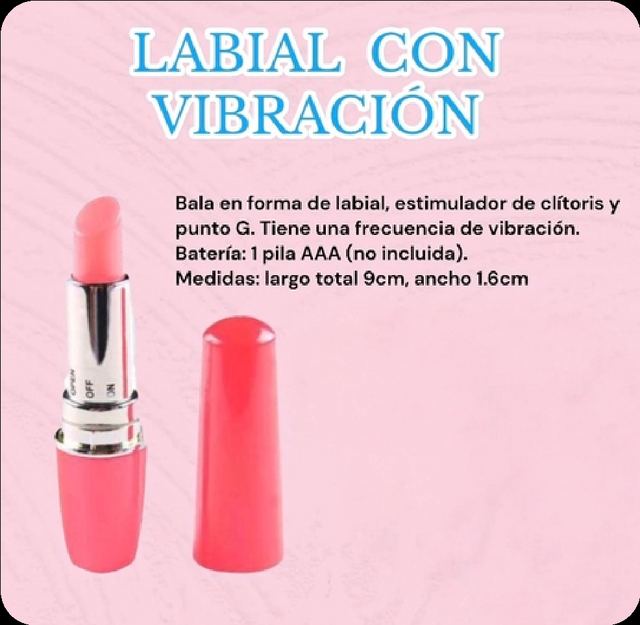 LABIAL CON
VIBRACIÓN
Bala en forma de labial, estimulador de clítoris y
punto G. Tiene una frecuencia de vibración.
Batería: 1 pila AAA (no incluida).
Medidas: largo total 9cm, ancho 1.6cm
OPEN
OFF
ON